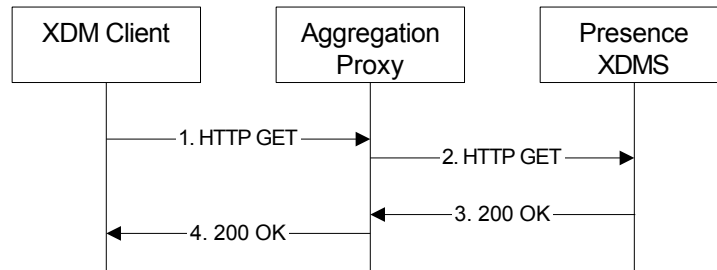 XDM Client
Aggregation
Proxy
Presence
XDMS
1. HTTP GET
2. HTTP GET
3. 200 OK
4. 200 OK